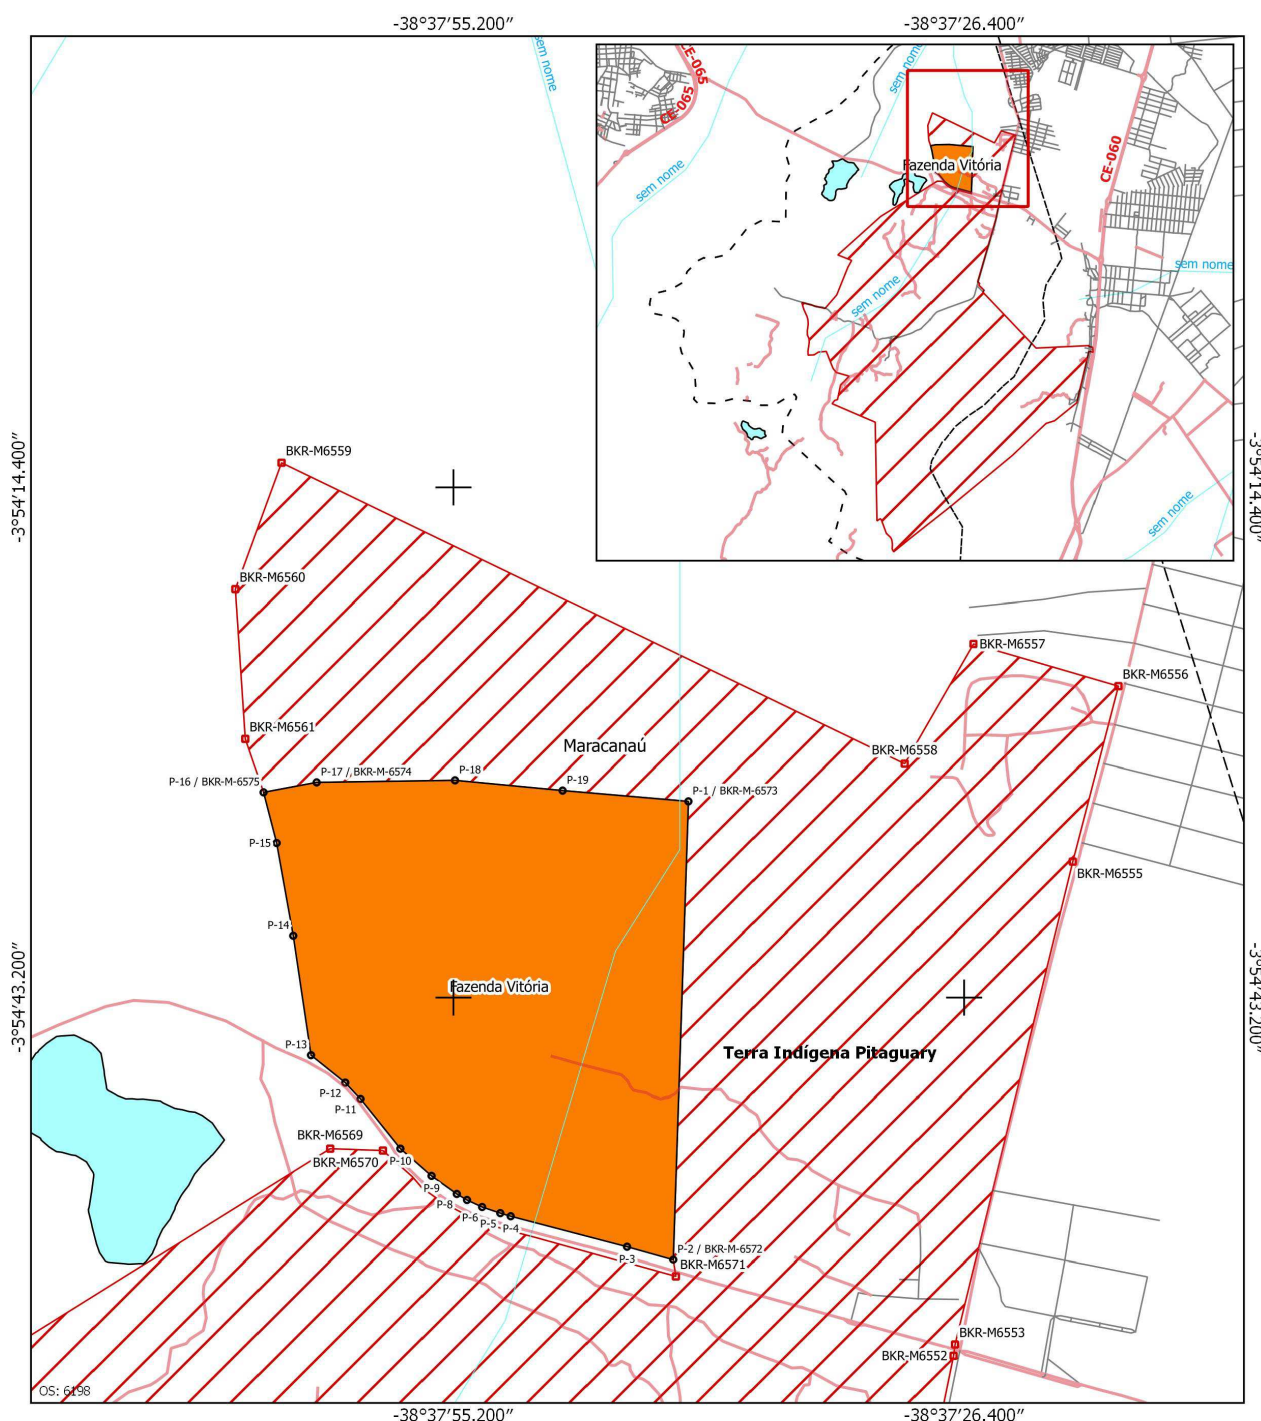 -38°37'55.200"
-38°37'26.400"
sem nome
CE-065
CE-065
sem nome
sem nome
CE-060
Fazenda Vitória
sem nome
sem nome
sem nome
-3°54'14.400"
-3°54'14.400"
BKR-M6559
BKR-M6560
BKR-M6557
BKR-M6556
BKR-M6561
Maracanaú
BKR-M6558
P-16 / BKR-M-6575
P-17 / BKR-M-6574
P-18
P-19
P-1 / BKR-M-6573
P-15
BKR-M6555
P-14
-3°54'43.200"
-3°54'43.200"
Fazenda Vitória
P-13
Terra Indígena Pitaguary
P-12
P-11
BKR-M6569
BKR-M6570
P-10
P-9
P-8
P-6
P-5
P-4
P-3
P-2 / BKR-M-6572
BKR-M6571
BKR-M6553
BKR-M6552
OS: 6198
-38°37'55.200"
-38°37'26.400"